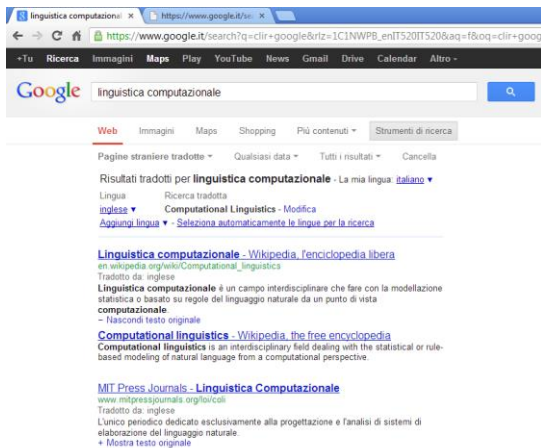 linguistica computazional ×
https://www.google.it/se ×
https://www.google.it/search?q=clir+google&rlz=1C1NWPB_enIT520IT520&aq=f&oq=clir+goog
+Tu Ricerca Immagini Maps Play YouTube News Gmail Drive Calendar Altro
Google linguistica computazionale
Web Immagini Maps Shopping Più contenuti Strumenti di ricerca
Pagine straniere tradotte Qualsiasi data Tutti i risultati Cancella
Risultati tradotti per linguistica computazionale - La mia lingua: italiano
Lingua Ricerca tradotta
inglese Computational Linguistics - Modifica
Aggiungi lingua - Seleziona automaticamente le lingue per la ricerca
Linguistica computazionale - Wikipedia, l'enciclopedia libera
en.wikipedia.org/wiki/Computational_linguistics
Tradotto da: inglese
Linguistica computazionale è un campo interdisciplinare che fare con la modellazione
statistica o basato su regole del linguaggio naturale da un punto di vista
computazionale.
− Nascondi testo originale
Computational linguistics - Wikipedia, the free encyclopedia
Computational linguistics is an interdisciplinary field dealing with the statistical or rule-
based modeling of natural language from a computational perspective.
MIT Press Journals - Linguistica Computazionale
www.mitpressjournals.org/loi/coli
Tradotto da: inglese
L'unico periodico dedicato esclusivamente alla progettazione e l'analisi di sistemi di
elaborazione del linguaggio naturale.
+ Mostra testo originale